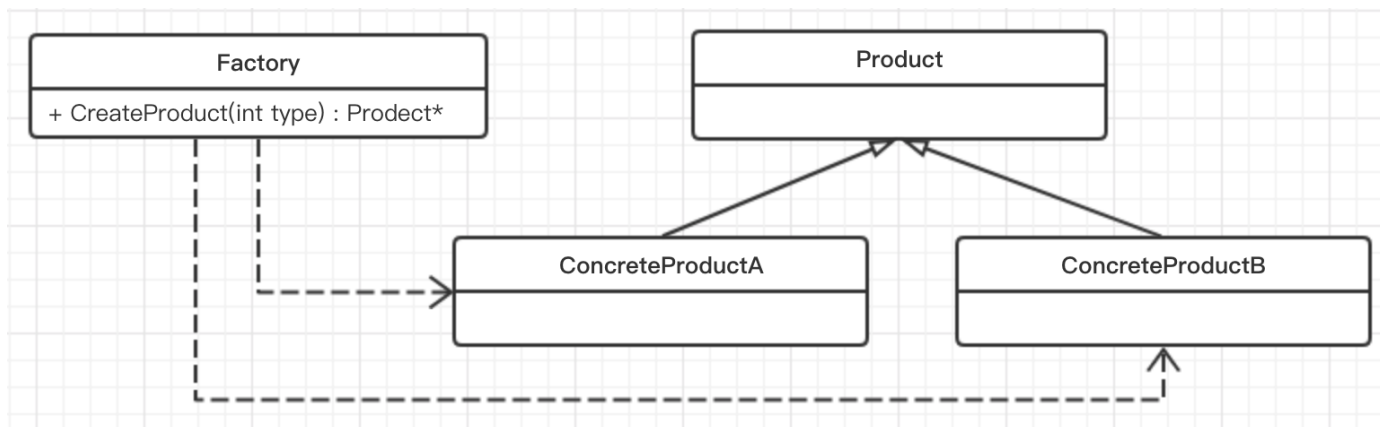 Factory
+ CreateProduct(int type) : Prodect*
Product
ConcreteProductA
ConcreteProductB